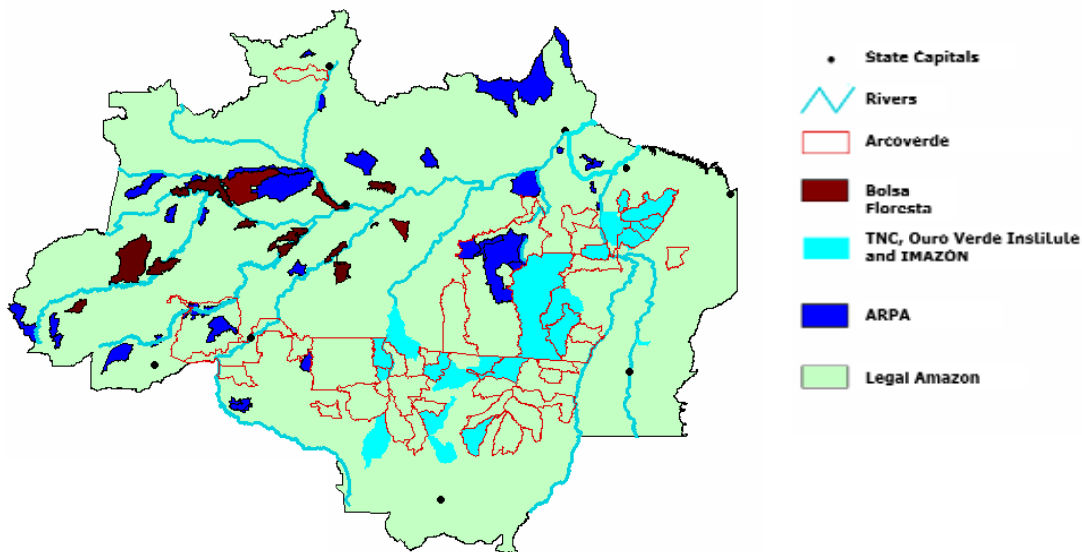 State Capitals
Rivers
Arcoverde
Bolsa
Floresta
TNC, Ouro Verde Inslilule
and IMAZON
ARPA
Legal Amazon